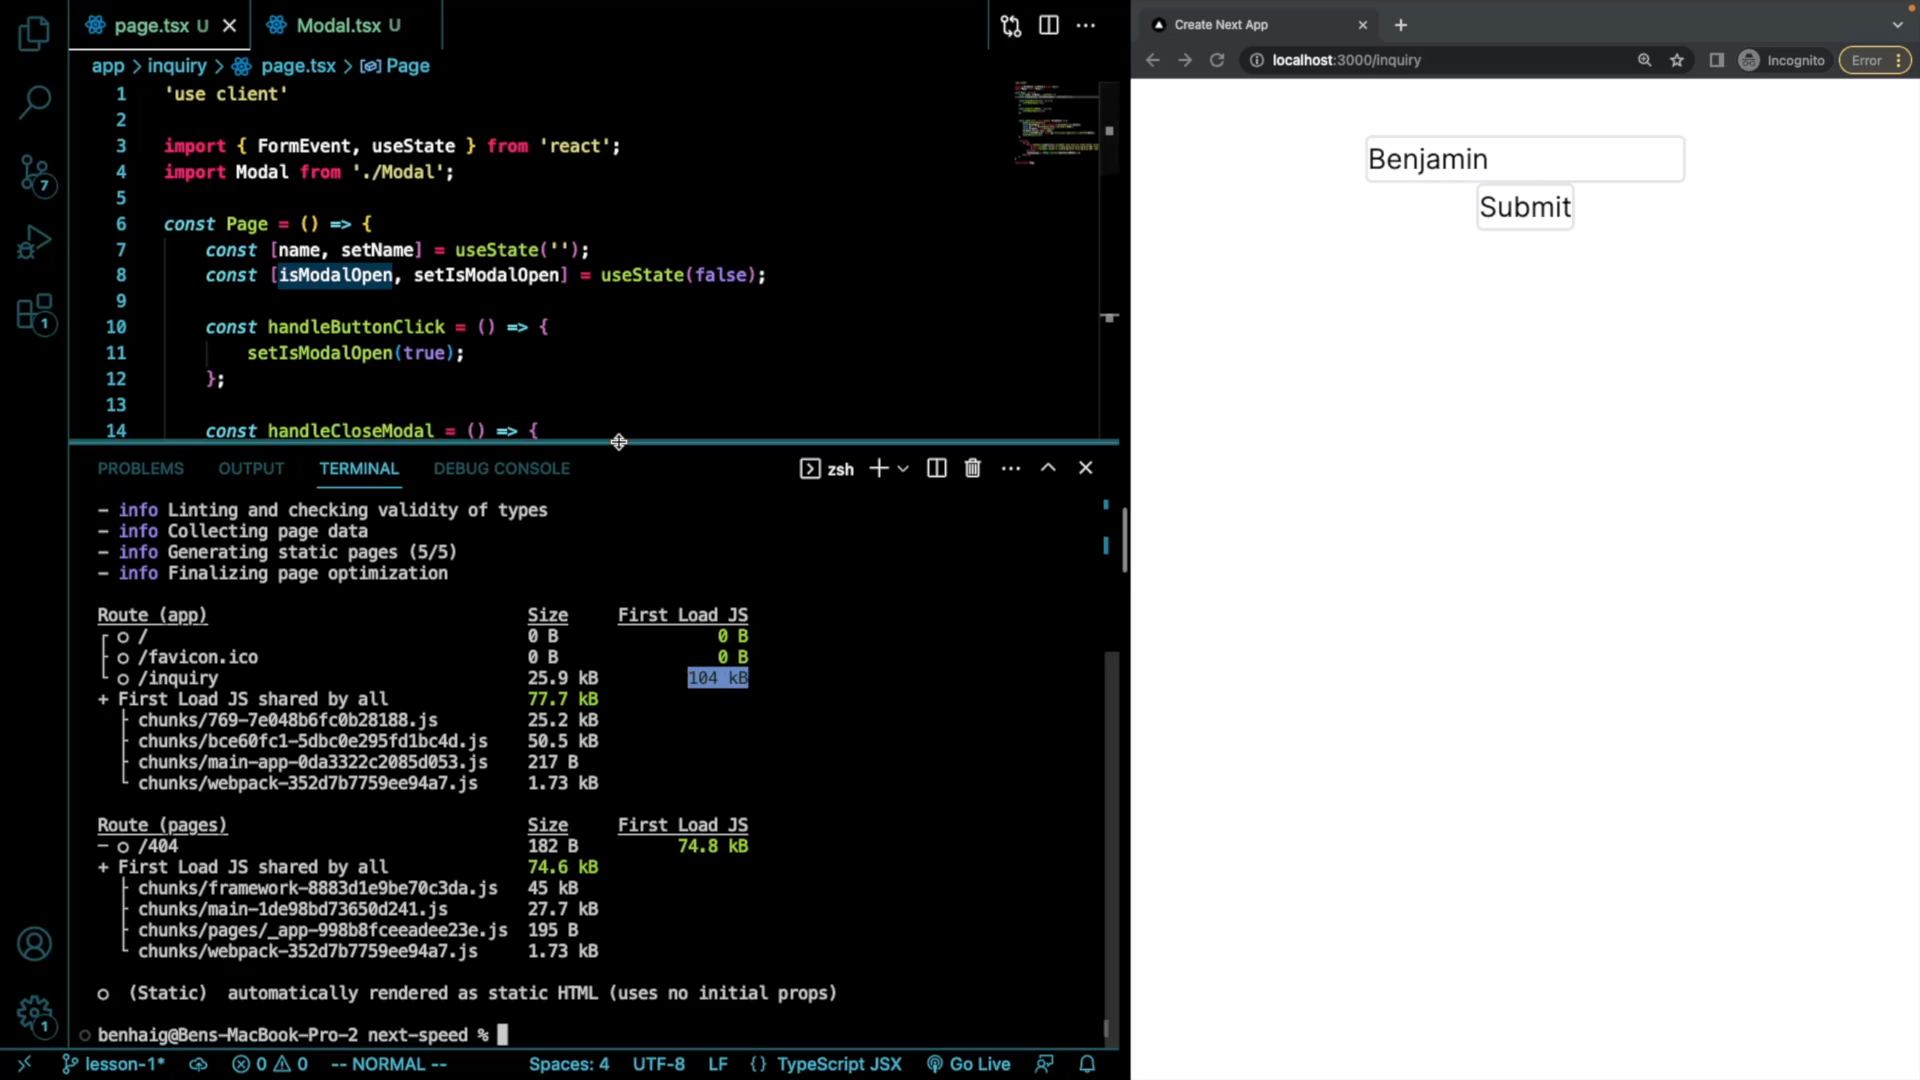 page.tsx U
Modal.tsx U
app > inquiry > page.tsx > Page
1 'use client'
2
3 import { FormEvent, useState } from 'react';
4 import Modal from './Modal';
5
6 const Page = () => {
7 const [name, setName] = useState('');
8 const [isModalOpen, setIsModalOpen] = useState(false);
9
10 const handleButtonClick = () => {
11 setIsModalOpen(true);
12 };
13
14 const handleCloseModal = () => {
7
1
1
PROBLEMS OUTPUT TERMINAL DEBUG CONSOLE
zsh
- info Linting and checking validity of types
- info Collecting page data
- info Generating static pages (5/5)
- info Finalizing page optimization
Route (app) Size First Load JS
┌ ○ / 0 B 0 B
├ ○ /favicon.ico 0 B 0 B
└ ○ /inquiry 25.9 kB 104 kB
+ First Load JS shared by all 77.7 kB
├ chunks/769-7e048b6fc0b28188.js 25.2 kB
├ chunks/bce60fc1-5dbc0e295fd1bc4d.js 50.5 kB
├ chunks/main-app-0da3322c2085d053.js 217 B
└ chunks/webpack-352d7b7759ee94a7.js 1.73 kB
Route (pages) Size First Load JS
─ ○ /404 182 B 74.8 kB
+ First Load JS shared by all 74.6 kB
├ chunks/framework-8883d1e9be70c3da.js 45 kB
├ chunks/main-1de98bd73650d241.js 27.7 kB
├ chunks/pages/_app-998b8fceeadee23e.js 195 B
└ chunks/webpack-352d7b7759ee94a7.js 1.73 kB
○ (Static) automatically rendered as static HTML (uses no initial props)
benhaig@Bens-MacBook-Pro-2 next-speed %
lesson-1* 0 0 -- NORMAL -- Spaces: 4 UTF-8 LF {} TypeScript JSX Go Live
Create Next App
localhost:3000/inquiry
Incognito
Error
Benjamin
Submit